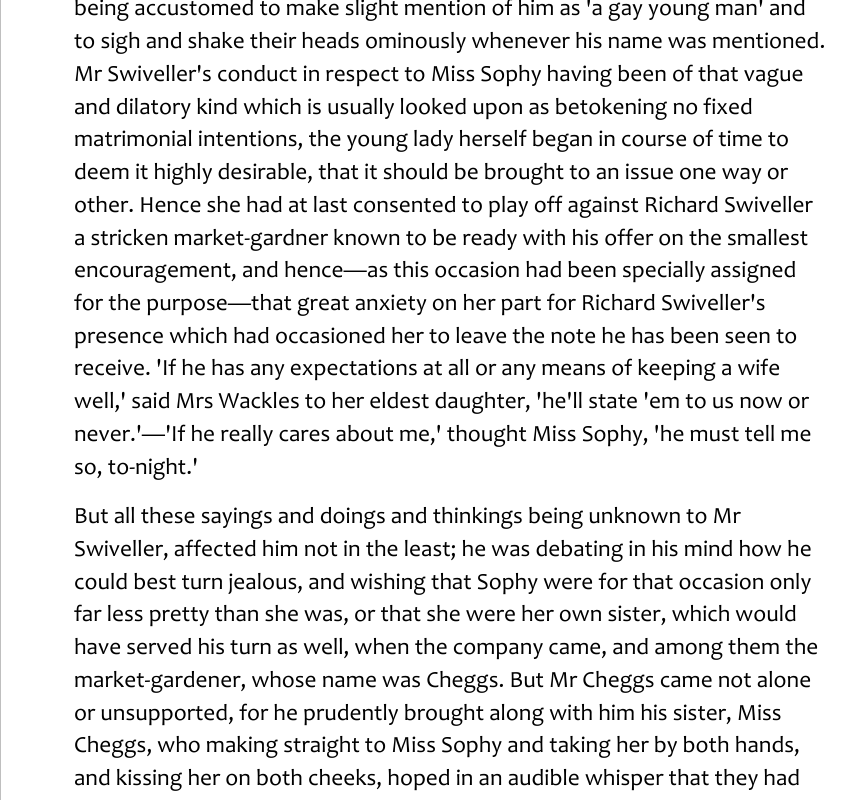 being accustomed to make slight mention of him as 'a gay young man' and
to sigh and shake their heads ominously whenever his name was mentioned.
Mr Swiveller's conduct in respect to Miss Sophy having been of that vague
and dilatory kind which is usually looked upon as betokening no fixed
matrimonial intentions, the young lady herself began in course of time to
deem it highly desirable, that it should be brought to an issue one way or
other. Hence she had at last consented to play off against Richard Swiveller
a stricken market-gardner known to be ready with his offer on the smallest
encouragement, and hence—as this occasion had been specially assigned
for the purpose—that great anxiety on her part for Richard Swiveller's
presence which had occasioned her to leave the note he has been seen to
receive. 'If he has any expectations at all or any means of keeping a wife
well,' said Mrs Wackles to her eldest daughter, 'he'll state 'em to us now or
never.'—'If he really cares about me,' thought Miss Sophy, 'he must tell me
so, to-night.'
But all these sayings and doings and thinkings being unknown to Mr
Swiveller, affected him not in the least; he was debating in his mind how he
could best turn jealous, and wishing that Sophy were for that occasion only
far less pretty than she was, or that she were her own sister, which would
have served his turn as well, when the company came, and among them the
market-gardener, whose name was Cheggs. But Mr Cheggs came not alone
or unsupported, for he prudently brought along with him his sister, Miss
Cheggs, who making straight to Miss Sophy and taking her by both hands,
and kissing her on both cheeks, hoped in an audible whisper that they had